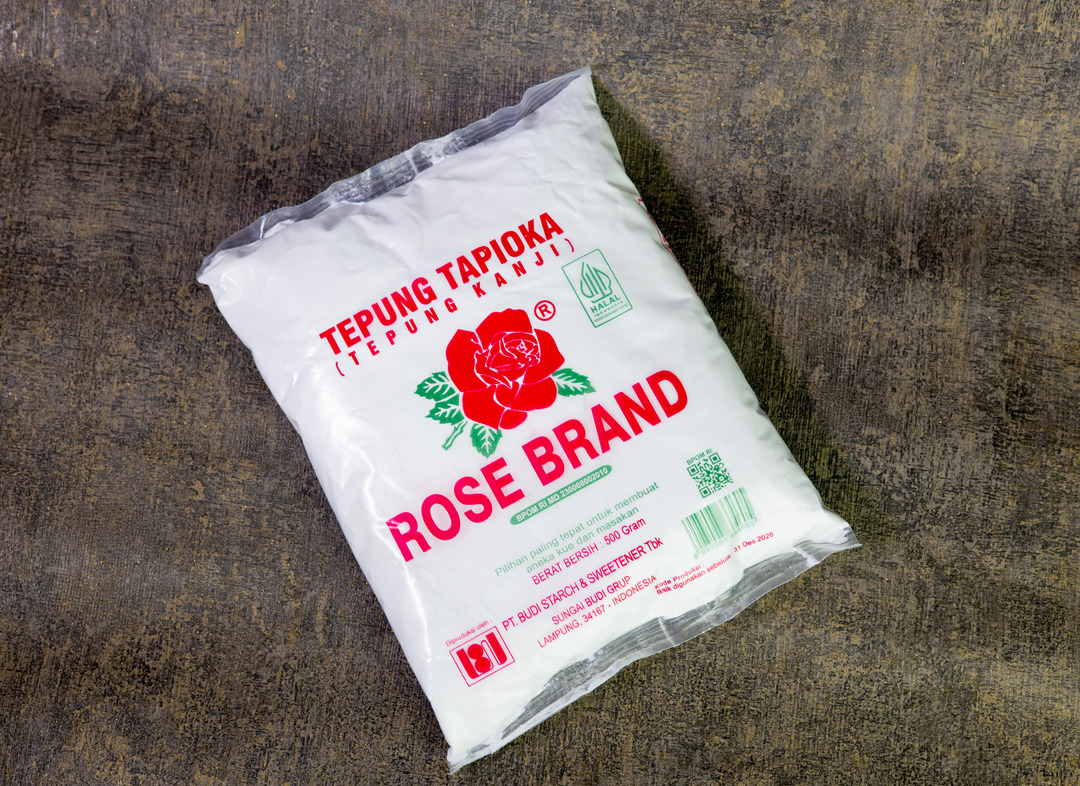 TEPUNG TAPIOKA
(TEPUNG KANJI)
®
HALAL
Indonesia
ROSE BRAND
BPOM RI MD 230008002010
BPOM RI
Pilihan paling tepat untuk membuat
aneka kue dan masakan
BERAT BERSIH : 500 Gram
Diproduksi oleh :
PT. BUDI STARCH & SWEETENER Tbk
SUNGAI BUDI GRUP
LAMPUNG, 34167 - INDONESIA
Kode Produksi
Baik digunakan sebelum : 31 Des 2026